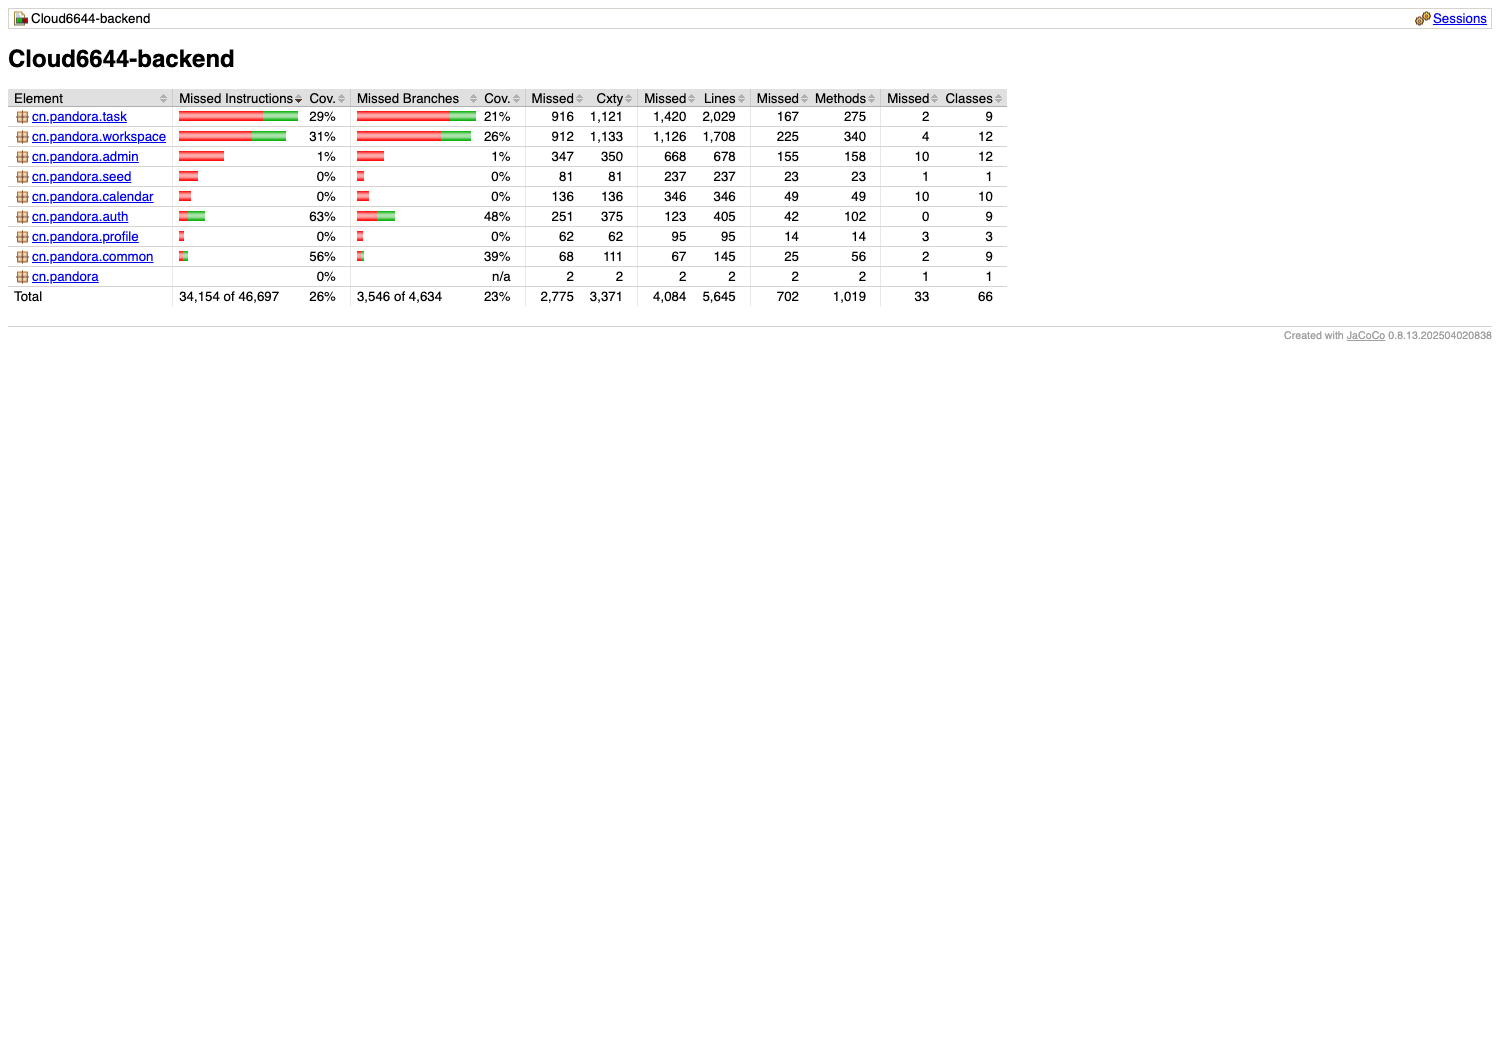 Cloud6644-backend Sessions
Cloud6644-backend
Element Missed Instructions Cov. Missed Branches Cov. Missed Cxty Missed Lines Missed Methods Missed Classes
cn.pandora.task 29% 21% 916 1,121 1,420 2,029 167 275 2 9
cn.pandora.workspace 31% 26% 912 1,133 1,126 1,708 225 340 4 12
cn.pandora.admin 1% 1% 347 350 668 678 155 158 10 12
cn.pandora.seed 0% 0% 81 81 237 237 23 23 1 1
cn.pandora.calendar 0% 0% 136 136 346 346 49 49 10 10
cn.pandora.auth 63% 48% 251 375 123 405 42 102 0 9
cn.pandora.profile 0% 0% 62 62 95 95 14 14 3 3
cn.pandora.common 56% 39% 68 111 67 145 25 56 2 9
cn.pandora 0% n/a 2 2 2 2 2 2 1 1
Total 34,154 of 46,697 26% 3,546 of 4,634 23% 2,775 3,371 4,084 5,645 702 1,019 33 66
Created with JaCoCo 0.8.13.202504020838